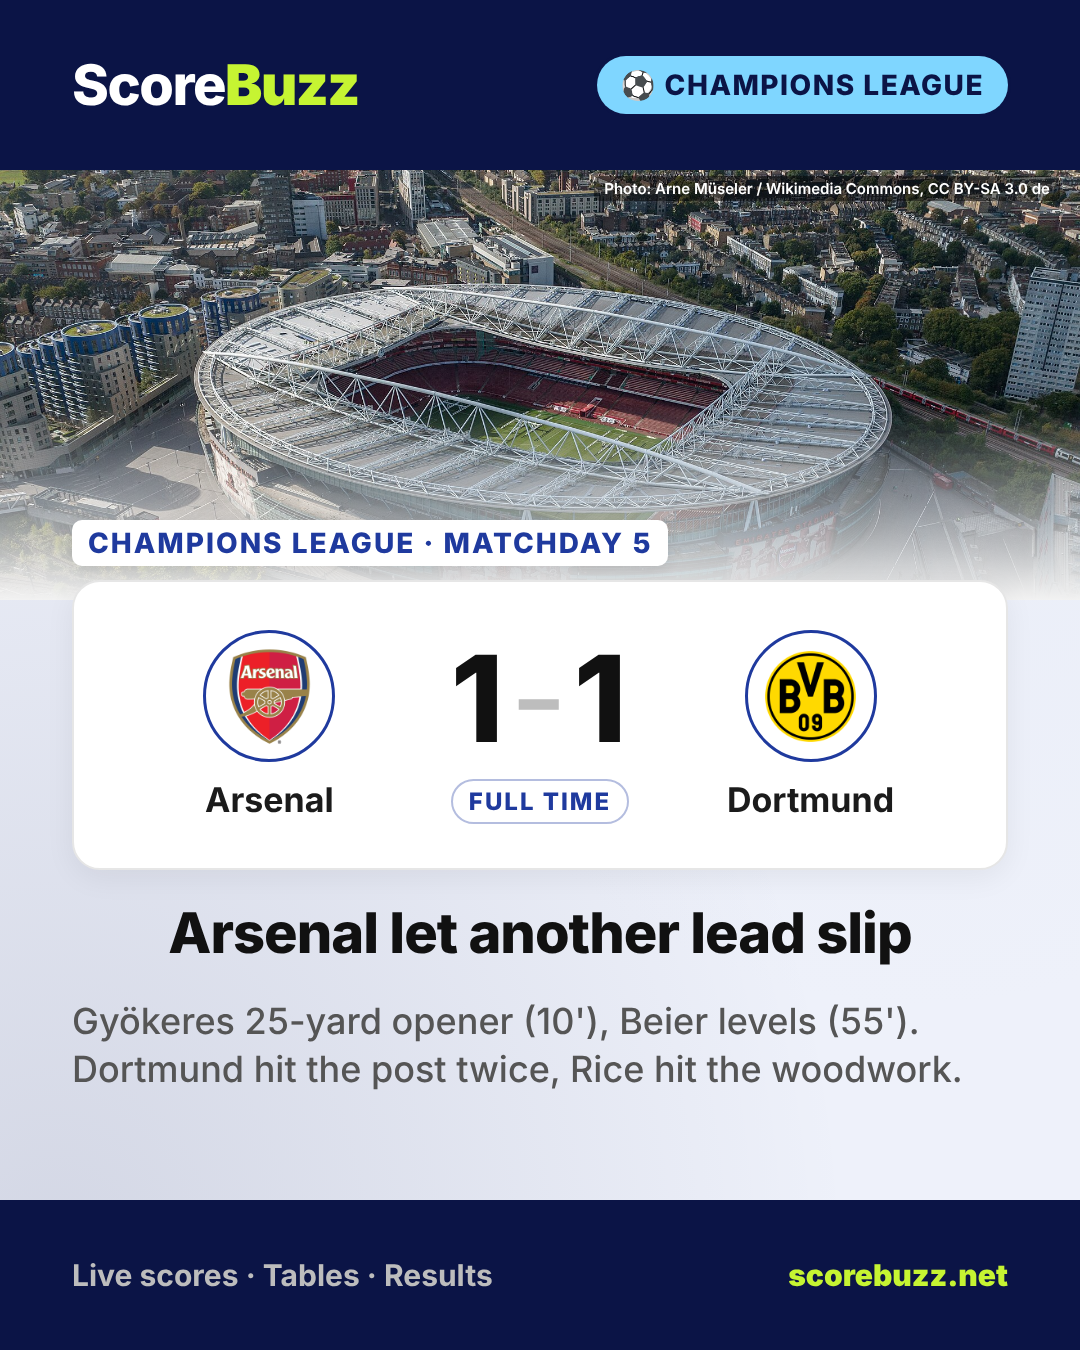 ScoreBuzz
⚽ CHAMPIONS LEAGUE
Photo: Arne Müseler / Wikimedia Commons, CC BY-SA 3.0 de
CHAMPIONS LEAGUE · MATCHDAY 5
Arsenal
1-1
BVB
09
Arsenal
FULL TIME
Dortmund
Arsenal let another lead slip
Gyökeres 25-yard opener (10'), Beier levels (55').
Dortmund hit the post twice, Rice hit the woodwork.
Live scores · Tables · Results
scorebuzz.net